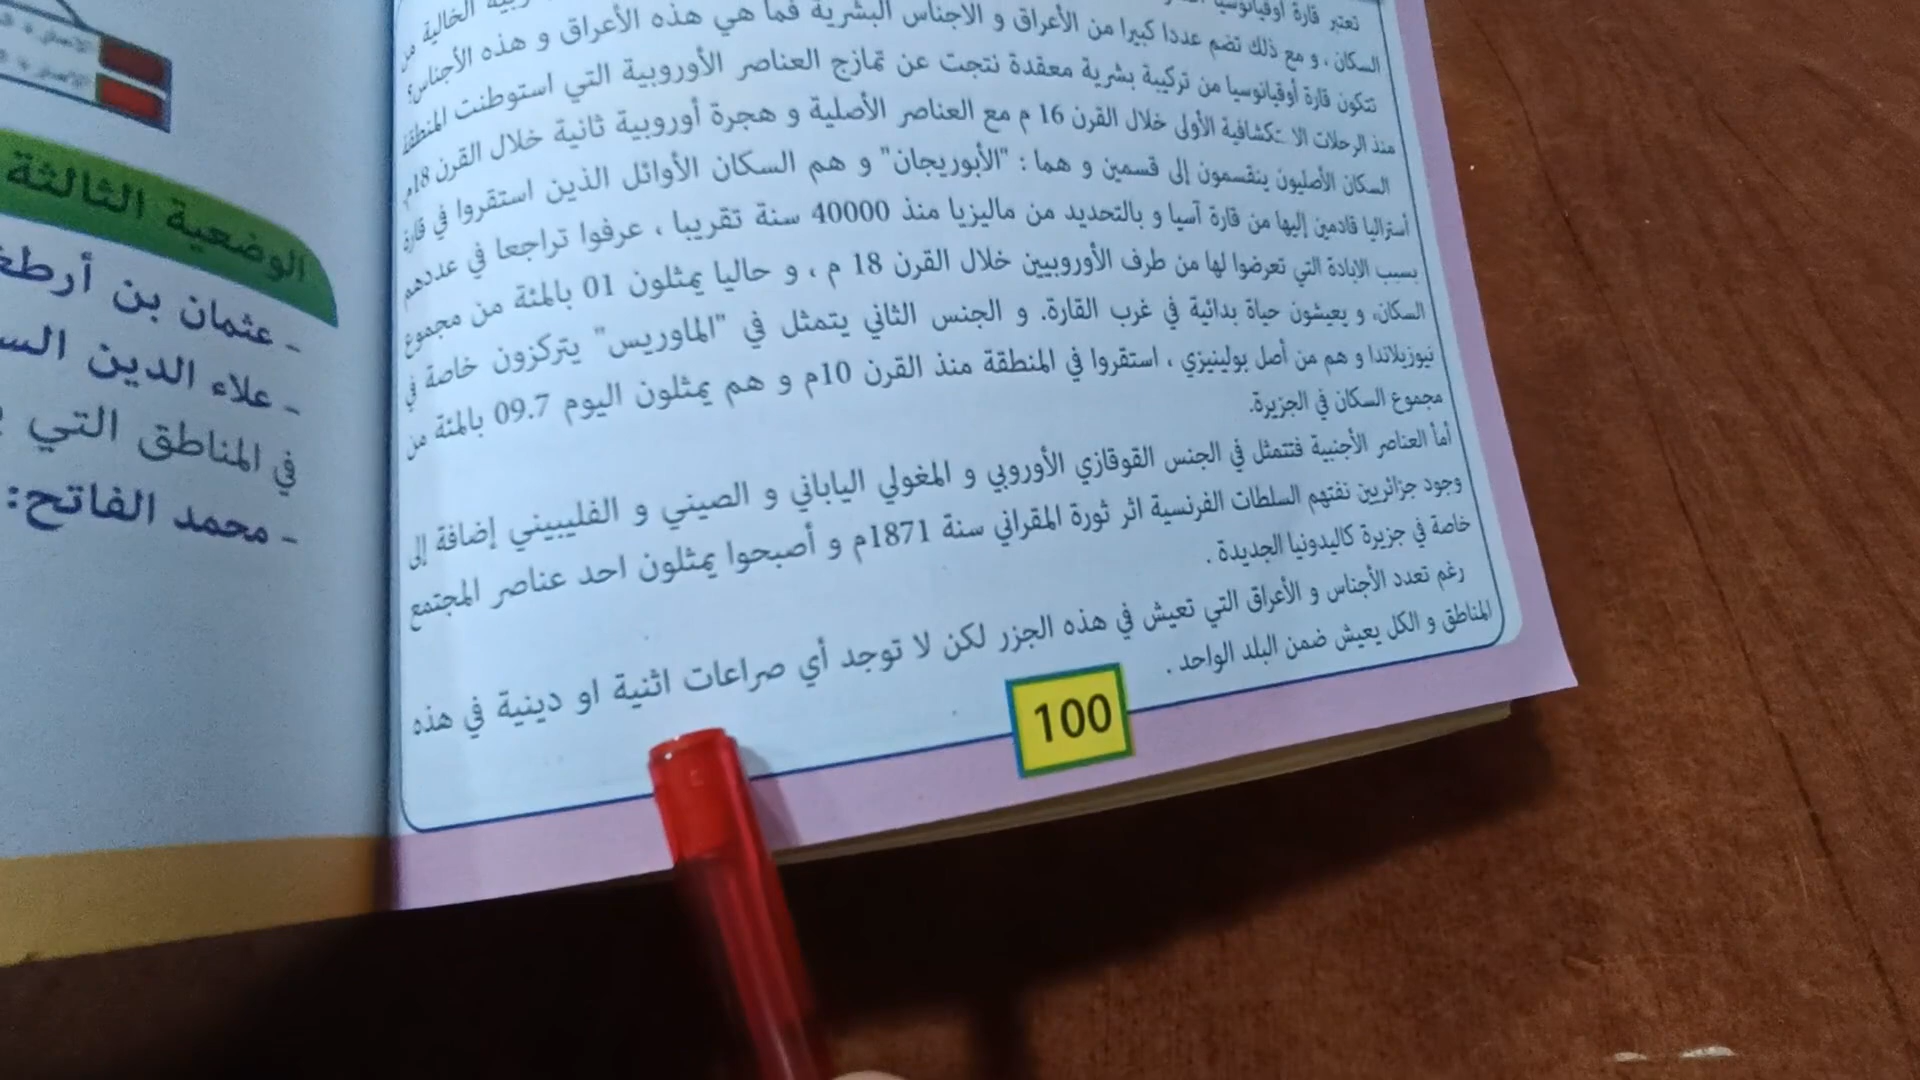 تعتبر قارة أوقيانوسيا الخالية من
السكان ، و مع ذلك تضم عددا كبيرا من الأعراق و الاجناس البشرية فما هي هذه الأعراق و هذه الأجناس؟
تتكون قارة أوقيانوسيا من تركيبة بشرية معقدة نتجت عن تمازج العناصر الأوروبية التي استوطنت المنطقة
منذ الرحلات الاستكشافية الأولى خلال القرن 16 م مع العناصر الأصلية و هجرة أوروبية ثانية خلال القرن 18م
السكان الأصليون ينقسمون إلى قسمين و هما : "الأبوريجان" و هم السكان الأوائل الذين استقروا في قارة
أستراليا قادمين إليها من قارة آسيا و بالتحديد من ماليزيا منذ 40000 سنة تقريبا ، عرفوا تراجعا في عددهم
بسبب الابادة التي تعرضوا لها من طرف الأوروبيين خلال القرن 18 م ، و حاليا يمثلون 01 بالمئة من مجموع
السكان، و يعيشون حياة بدائية في غرب القارة. و الجنس الثاني يتمثل في "الماوريس" يتركزون خاصة في
نيوزيلاندا و هم من أصل بولينيزي ، استقروا في المنطقة منذ القرن 10م و هم يمثلون اليوم 09.7 بالمئة من
مجموع السكان في الجزيرة.
أما العناصر الأجنبية فتتمثل في الجنس القوقازي الأوروبي و المغولي الياباني و الصيني و الفليبيني إضافة إلى
وجود جزائريين نفتهم السلطات الفرنسية اثر ثورة المقراني سنة 1871م و أصبحوا يمثلون احد عناصر المجتمع
خاصة في جزيرة كاليدونيا الجديدة .
رغم تعدد الأجناس و الأعراق التي تعيش في هذه الجزر لكن لا توجد أي صراعات اثنية او دينية في هذه
المناطق و الكل يعيش ضمن البلد الواحد .
100
الوضعية الثالثة
- عثمان بن
- علاء الدين
في المناطق التي
- محمد الفاتح: